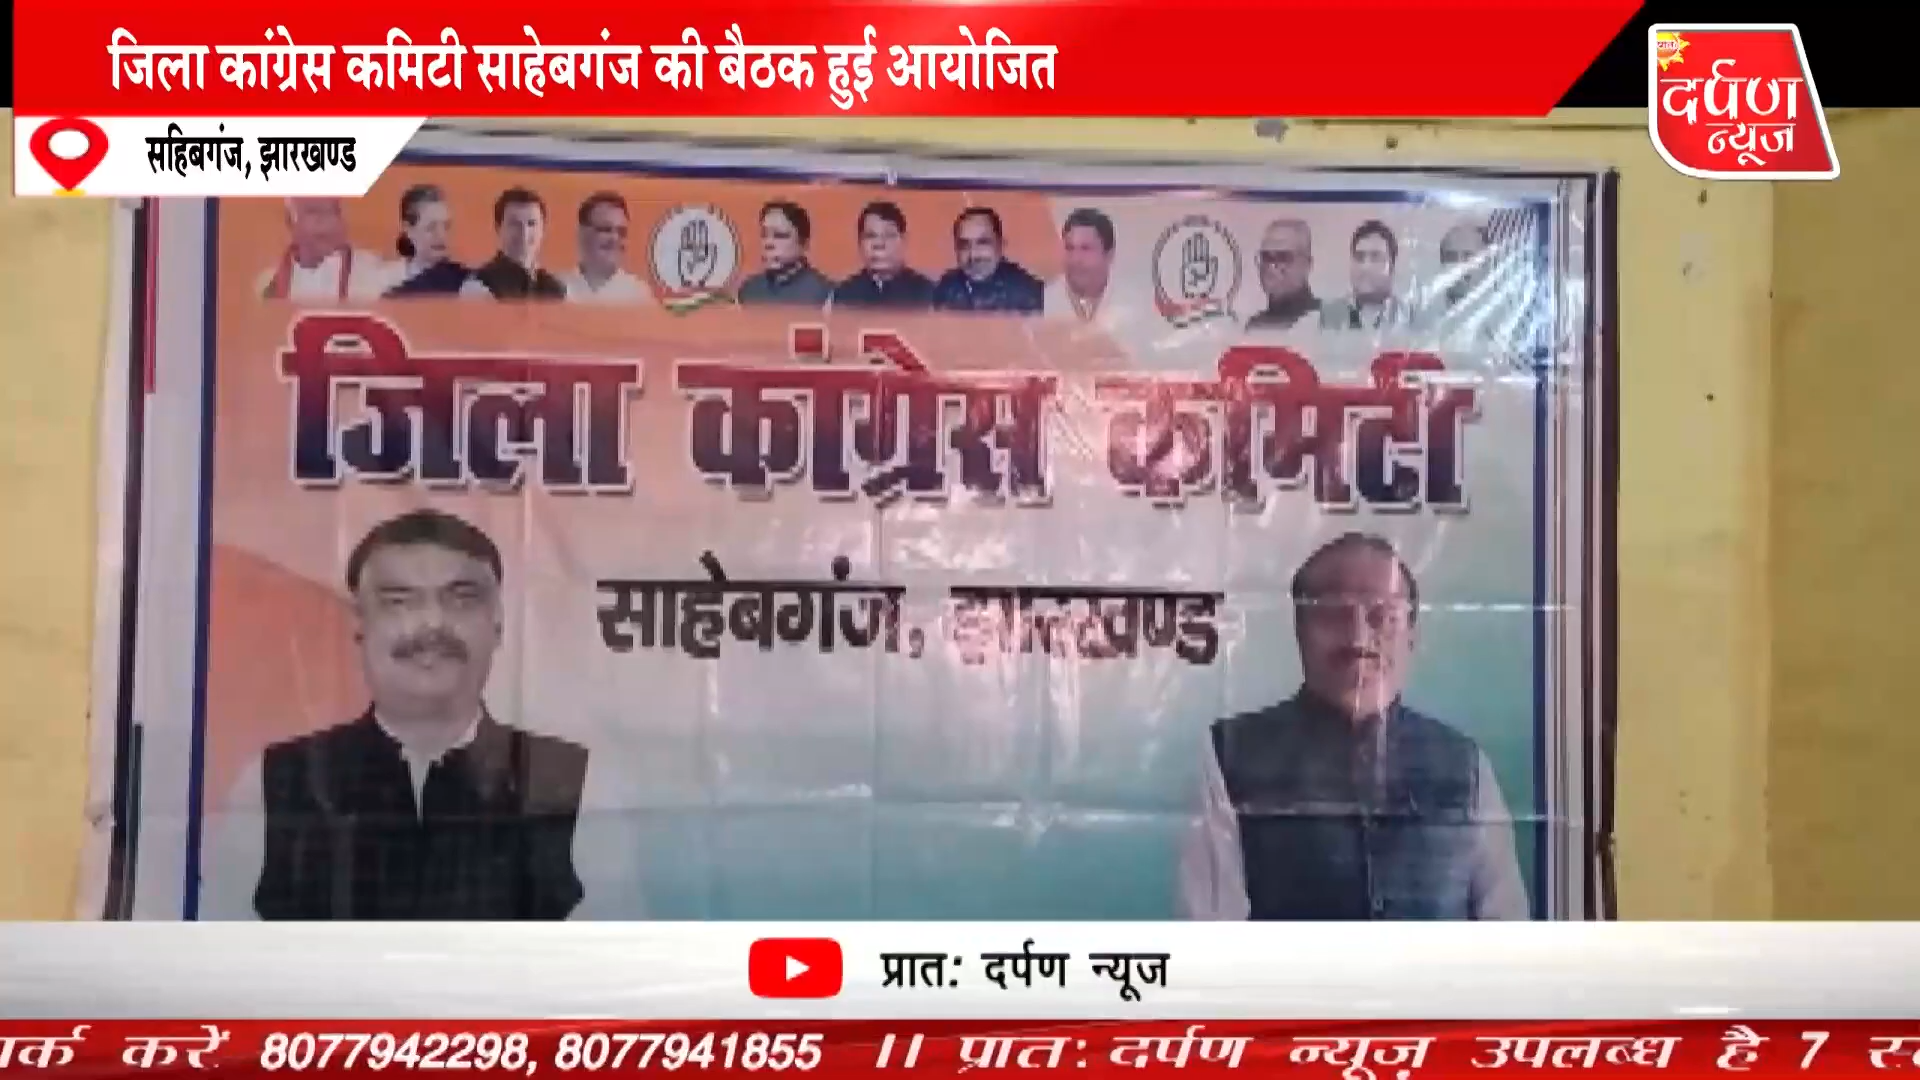 जिला कांग्रेस कमिटी साहेबगंज की बैठक हुई आयोजित
सहिबगंज, झारखण्ड
प्रातः
दर्पण
न्यूज
जिला कांग्रेस कमिटी
साहेबगंज, झारखण्ड
प्रात: दर्पण न्यूज
र्क करें 8077942298, 8077941855 ।। प्रात: दर्पण न्यूज़ उपलब्ध है 7